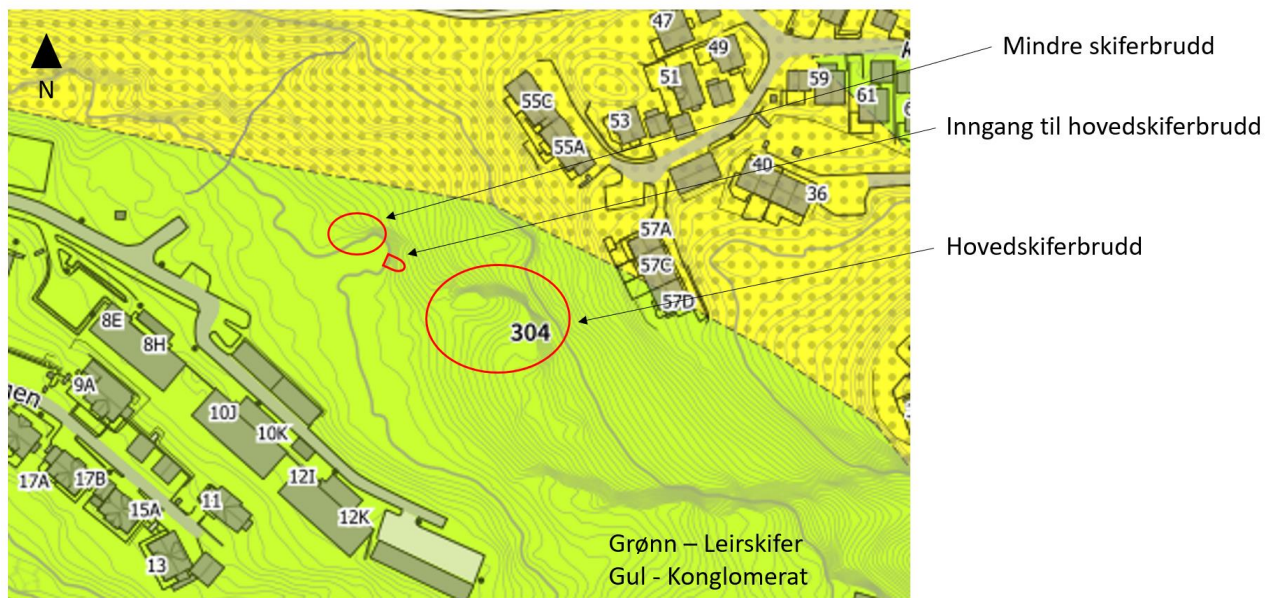 Mindre skiferbrudd
Inngang til hovedskiferbrudd
Hovedskiferbrudd
N
47
49
51
59
61
55C
53
55A
40
36
57A
57C
57D
304
8E
8H
9A
10J
10K
17A
17B
15A
11
12I
12K
13
Grønn – Leirskifer
Gul - Konglomerat